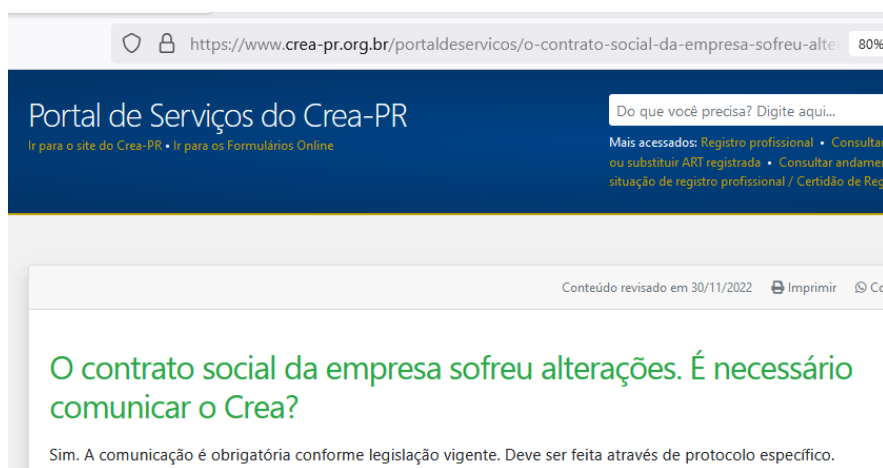 https://www.crea-pr.org.br/portaldeservicos/o-contrato-social-da-empresa-sofreu-alte 80%
Portal de Serviços do Crea-PR
Ir para o site do Crea-PR • Ir para os Formulários Online
Do que você precisa? Digite aqui...
Mais acessados: Registro profissional • Consultar
ou substituir ART registrada • Consultar andame
situação de registro profissional / Certidão de Reg
Conteúdo revisado em 30/11/2022 Imprimir Co
O contrato social da empresa sofreu alterações. É necessário
comunicar o Crea?
Sim. A comunicação é obrigatória conforme legislação vigente. Deve ser feita através de protocolo específico.